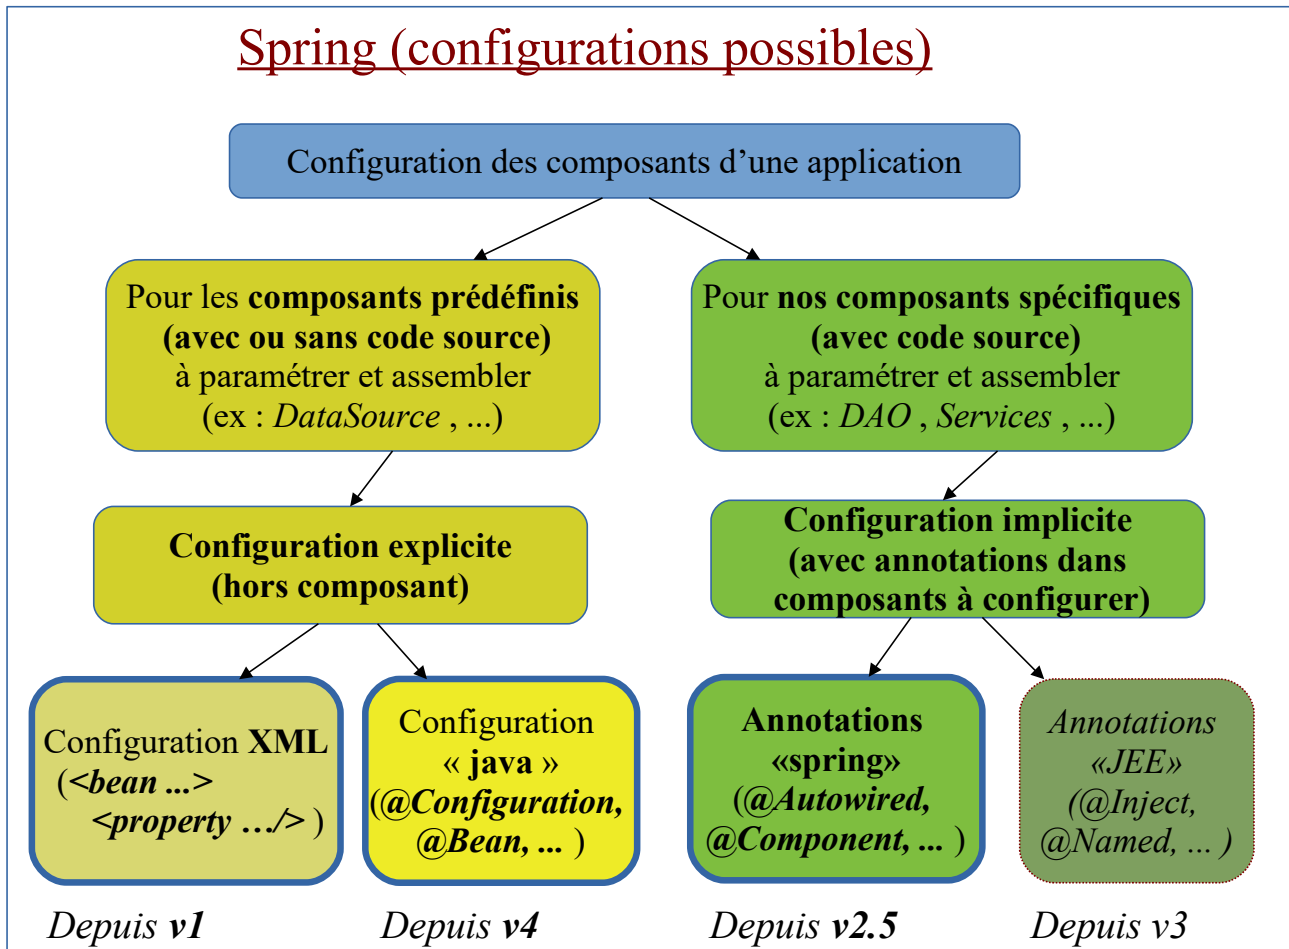 Spring (configurations possibles)
Configuration des composants d’une application
Pour les composants prédéfinis
(avec ou sans code source)
à paramétrer et assembler
(ex : DataSource , ...)
Pour nos composants spécifiques
(avec code source)
à paramétrer et assembler
(ex : DAO , Services , ...)
Configuration explicite
(hors composant)
Configuration implicite
(avec annotations dans
composants à configurer)
Configuration XML
(<bean ...>
<property .../> )
Configuration
« java »
(@Configuration,
@Bean, ... )
Annotations
«spring»
(@Autowired,
@Component, ... )
Annotations
«JEE»
(@Inject,
@Named, ... )
Depuis v1
Depuis v4
Depuis v2.5
Depuis v3